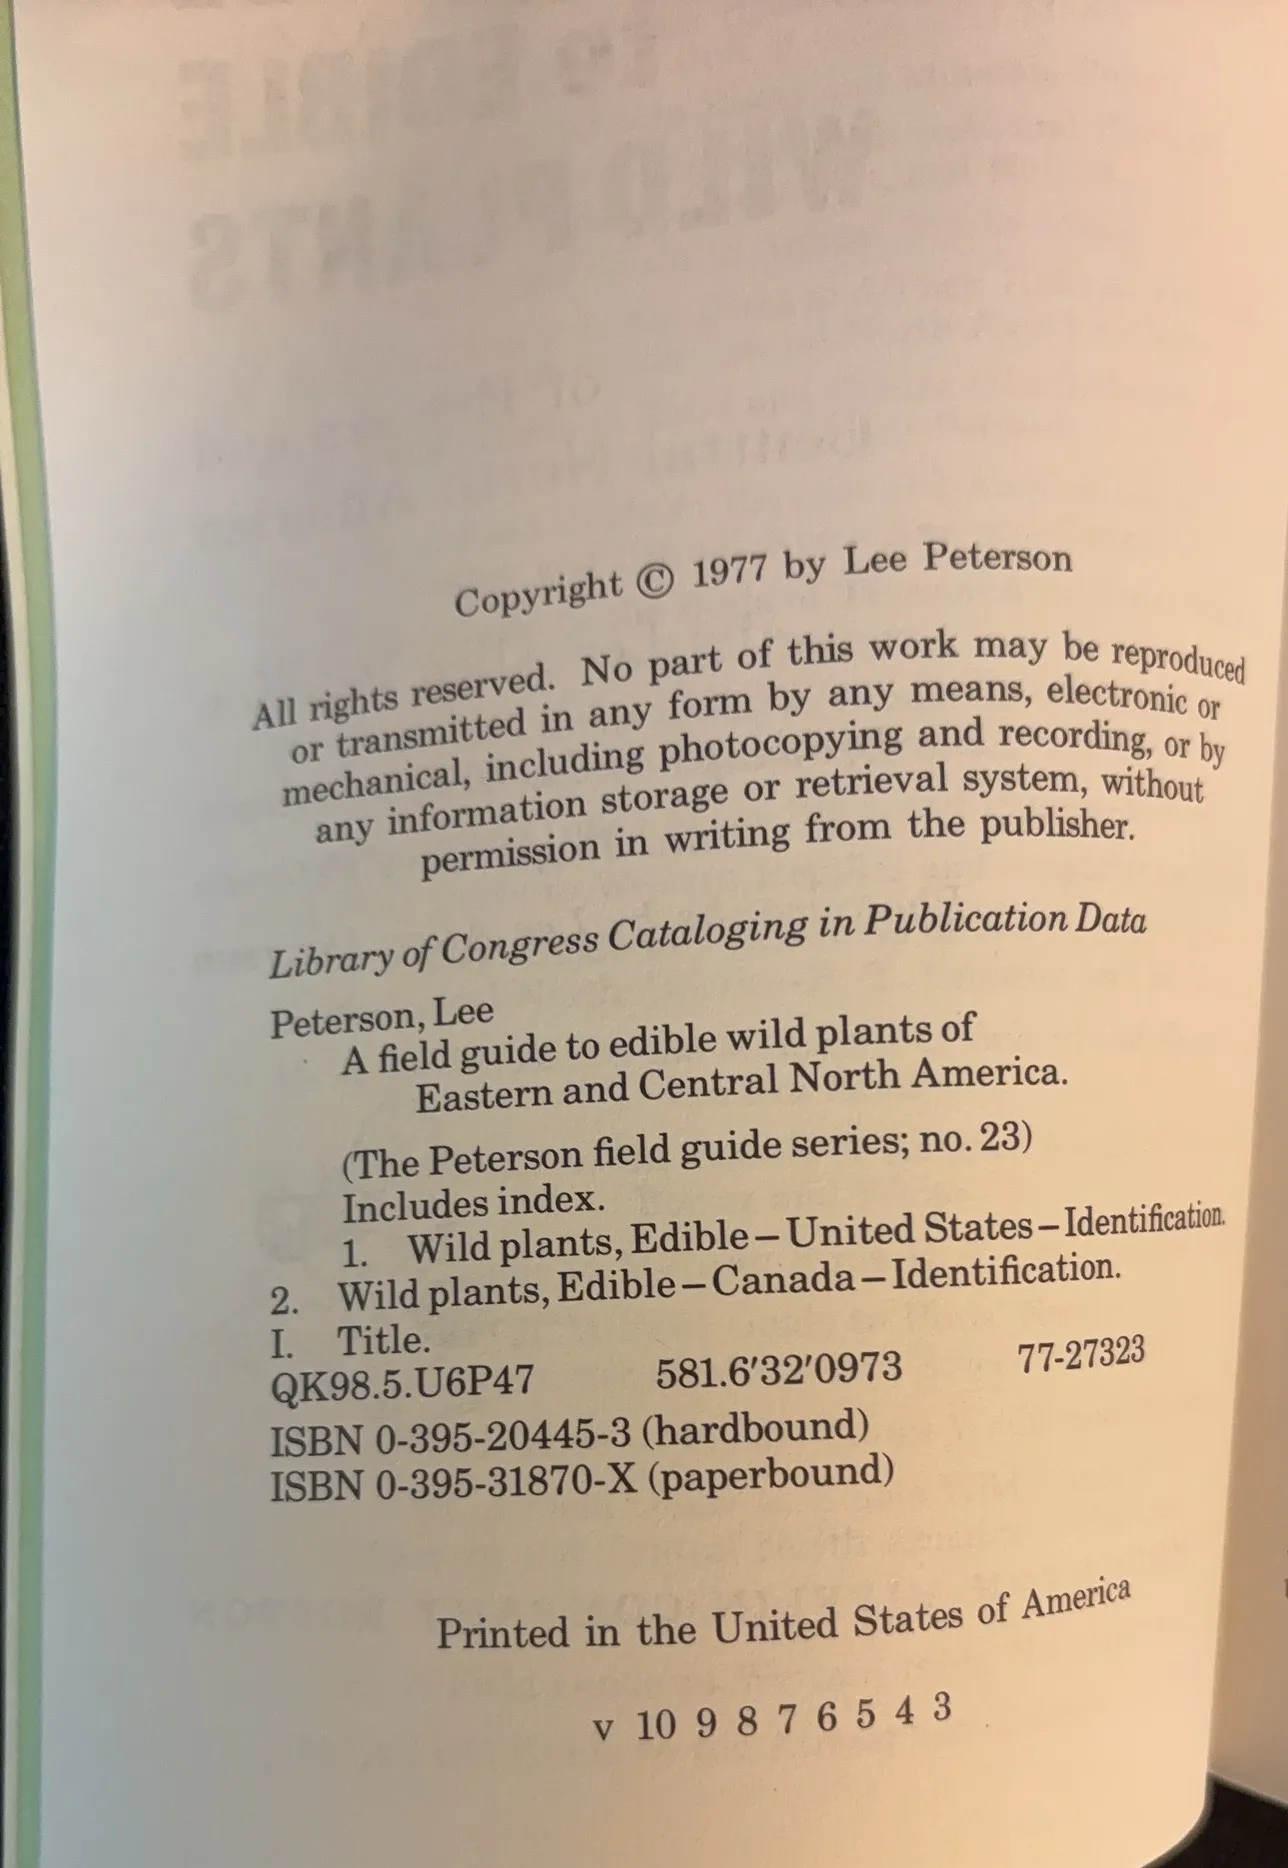 Copyright © 1977 by Lee Peterson
All rights reserved. No part of this work may be reproduced
or transmitted in any form by any means, electronic or
mechanical, including photocopying and recording, or by
any information storage or retrieval system, without
permission in writing from the publisher.
Library of Congress Cataloging in Publication Data
Peterson, Lee
A field guide to edible wild plants of
Eastern and Central North America.
(The Peterson field guide series; no. 23)
Includes index.
1. Wild plants, Edible – United States – Identification.
2. Wild plants, Edible – Canada – Identification.
I. Title.
QK98.5.U6P47 581.6'32'0973 77-27323
ISBN 0-395-20445-3 (hardbound)
ISBN 0-395-31870-X (paperbound)
Printed in the United States of America
v 10 9 8 7 6 5 4 3